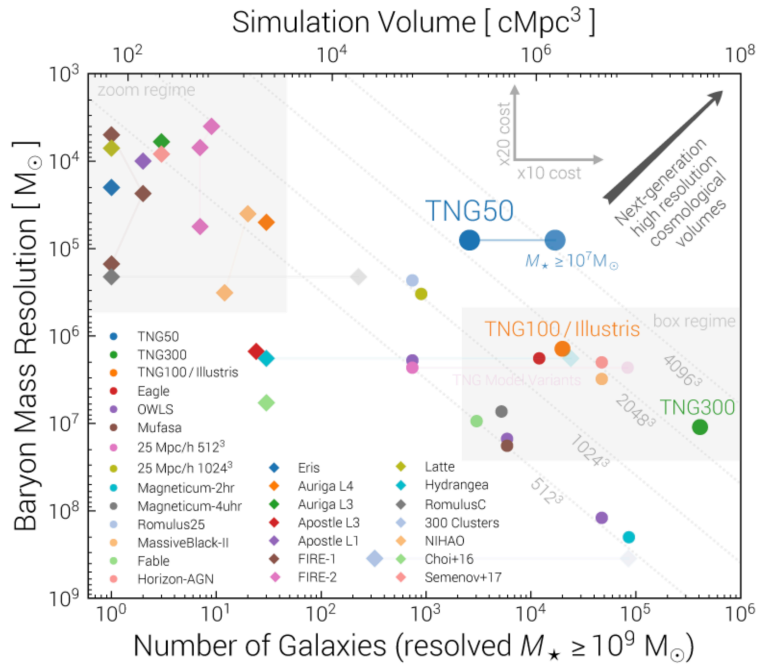 Simulation Volume [ cMpc³ ]
10² 10⁴ 10⁶ 10⁸
10³
10⁴
10⁵
10⁶
10⁷
10⁸
10⁹
Baryon Mass Resolution [ M☉ ]
zoom regime
x20 cost
x10 cost
Next-generation
high resolution
cosmological
volumes
TNG50
M★ ≥ 10⁷ M☉
box regime
TNG100 / Illustris
TNG Model Variants
TNG300
4096³
2048³
1024³
512³
TNG50
TNG300
TNG100 / Illustris
Eagle
OWLS
Mufasa
25 Mpc/h 512³
25 Mpc/h 1024³
Magneticum-2hr
Magneticum-4uhr
Romulus25
MassiveBlack-II
Fable
Horizon-AGN
Eris
Auriga L4
Auriga L3
Apostle L3
Apostle L1
FIRE-1
FIRE-2
Latte
Hydrangea
RomulusC
300 Clusters
NIHAO
Choi+16
Semenov+17
10⁰ 10¹ 10² 10³ 10⁴ 10⁵ 10⁶
Number of Galaxies (resolved M★ ≥ 10⁹ M☉)